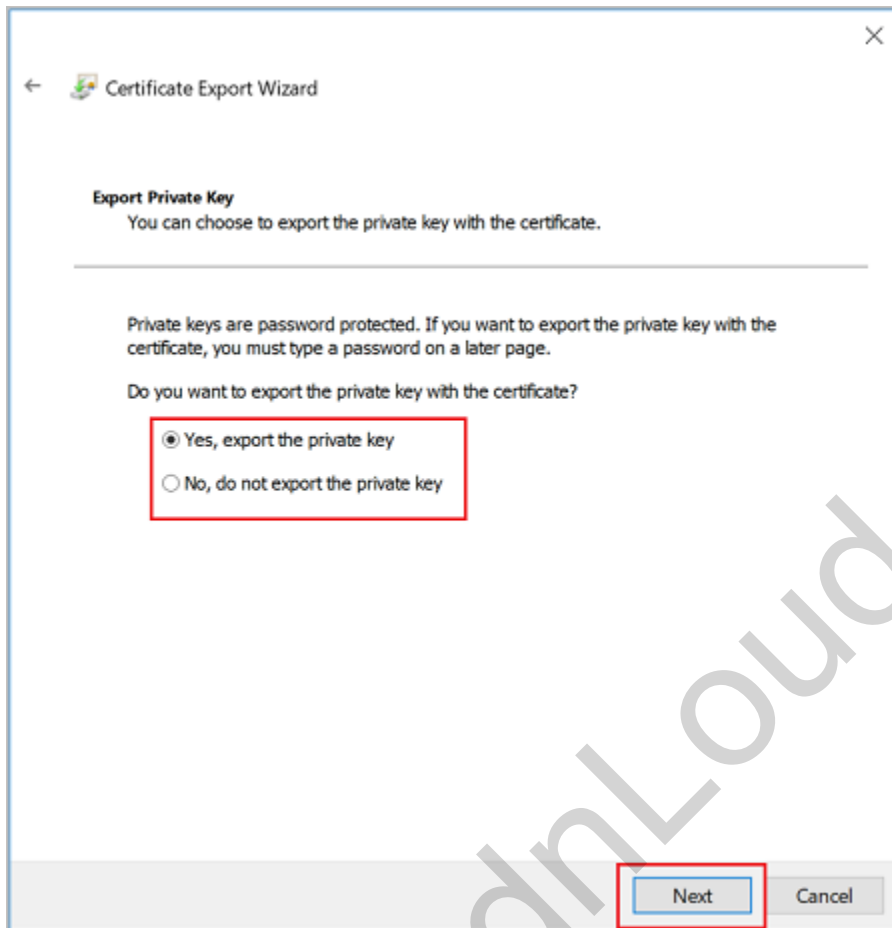 Certificate Export Wizard
Export Private Key
You can choose to export the private key with the certificate.
Private keys are password protected. If you want to export the private key with the
certificate, you must type a password on a later page.
Do you want to export the private key with the certificate?
Yes, export the private key
No, do not export the private key
Next
Cancel